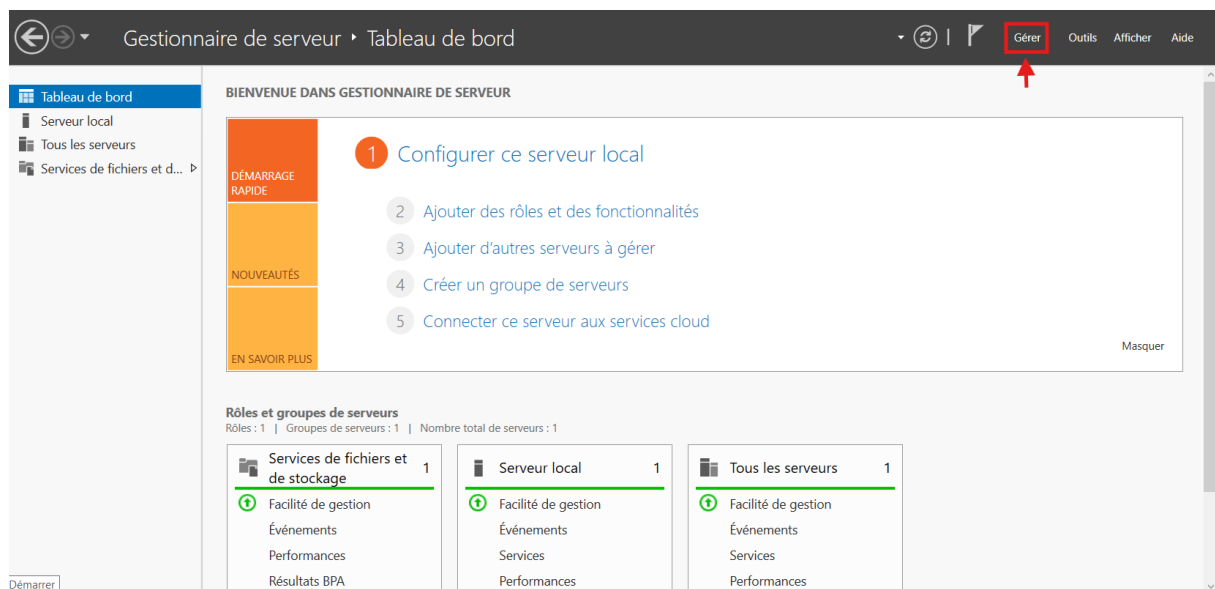 Gestionnaire de serveur ‣ Tableau de bord
Gérer Outils Afficher Aide
Tableau de bord
Serveur local
Tous les serveurs
Services de fichiers et d...
BIENVENUE DANS GESTIONNAIRE DE SERVEUR
DÉMARRAGE
RAPIDE
NOUVEAUTÉS
EN SAVOIR PLUS
1 Configurer ce serveur local
2 Ajouter des rôles et des fonctionnalités
3 Ajouter d’autres serveurs à gérer
4 Créer un groupe de serveurs
5 Connecter ce serveur aux services cloud
Masquer
Rôles et groupes de serveurs
Rôles : 1 | Groupes de serveurs : 1 | Nombre total de serveurs : 1
Services de fichiers et
de stockage
1
Facilité de gestion
Événements
Performances
Résultats BPA
Serveur local 1
Facilité de gestion
Événements
Services
Performances
Tous les serveurs 1
Facilité de gestion
Événements
Services
Performances
Démarrer